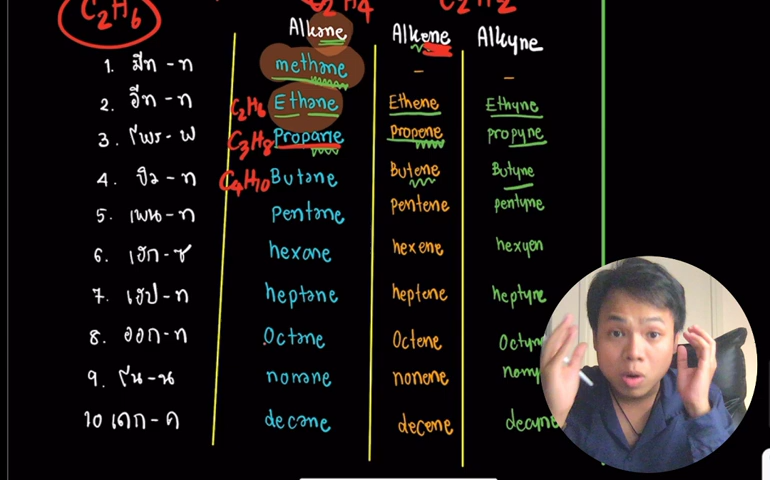 C2H6 C2H4 C2H2
Alkane Alkene Alkyne
1. มีท - ท methane - -
2. อีท - ท C2H6 Ethane Ethene Ethyne
3. โพร - พ C3H8 Propane Propene propyne
4. บิว - ท C4H10 Butane Butene Butyne
5. เพน - ท Pentane pentene pentyne
6. เฮก - ซ hexane hexene hexyen
7. เฮป - ท heptane heptene heptyne
8. ออก - ท Octane Octene
9. โน - น nonane nonene
10 เดก - ค decane decene decyne